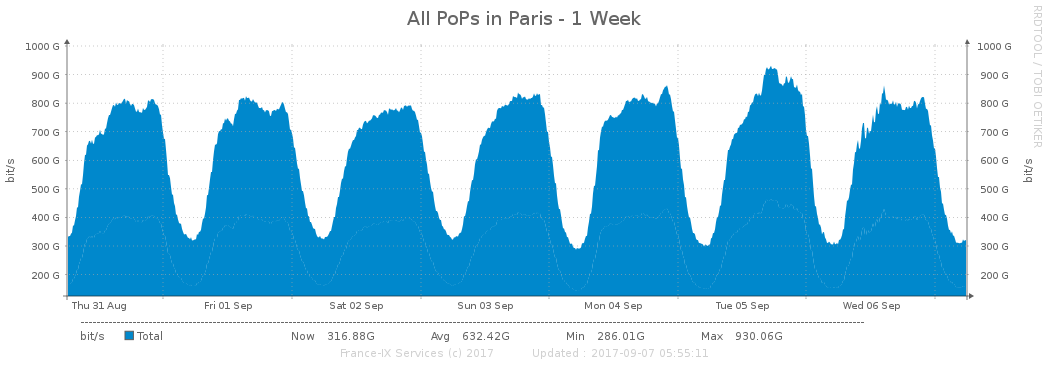 All PoPs in Paris - 1 Week
RRDTOOL / TOBI OETIKER
bit/s
1000 G
900 G
800 G
700 G
600 G
500 G
400 G
300 G
200 G
1000 G
900 G
800 G
700 G
600 G
500 G
400 G
300 G
200 G
bit/s
Thu 31 Aug Fri 01 Sep Sat 02 Sep Sun 03 Sep Mon 04 Sep Tue 05 Sep Wed 06 Sep
bit/s Total Now 316.88G Avg 632.42G Min 286.01G Max 930.06G
France-IX Services (c) 2017 Updated : 2017-09-07 05:55:11